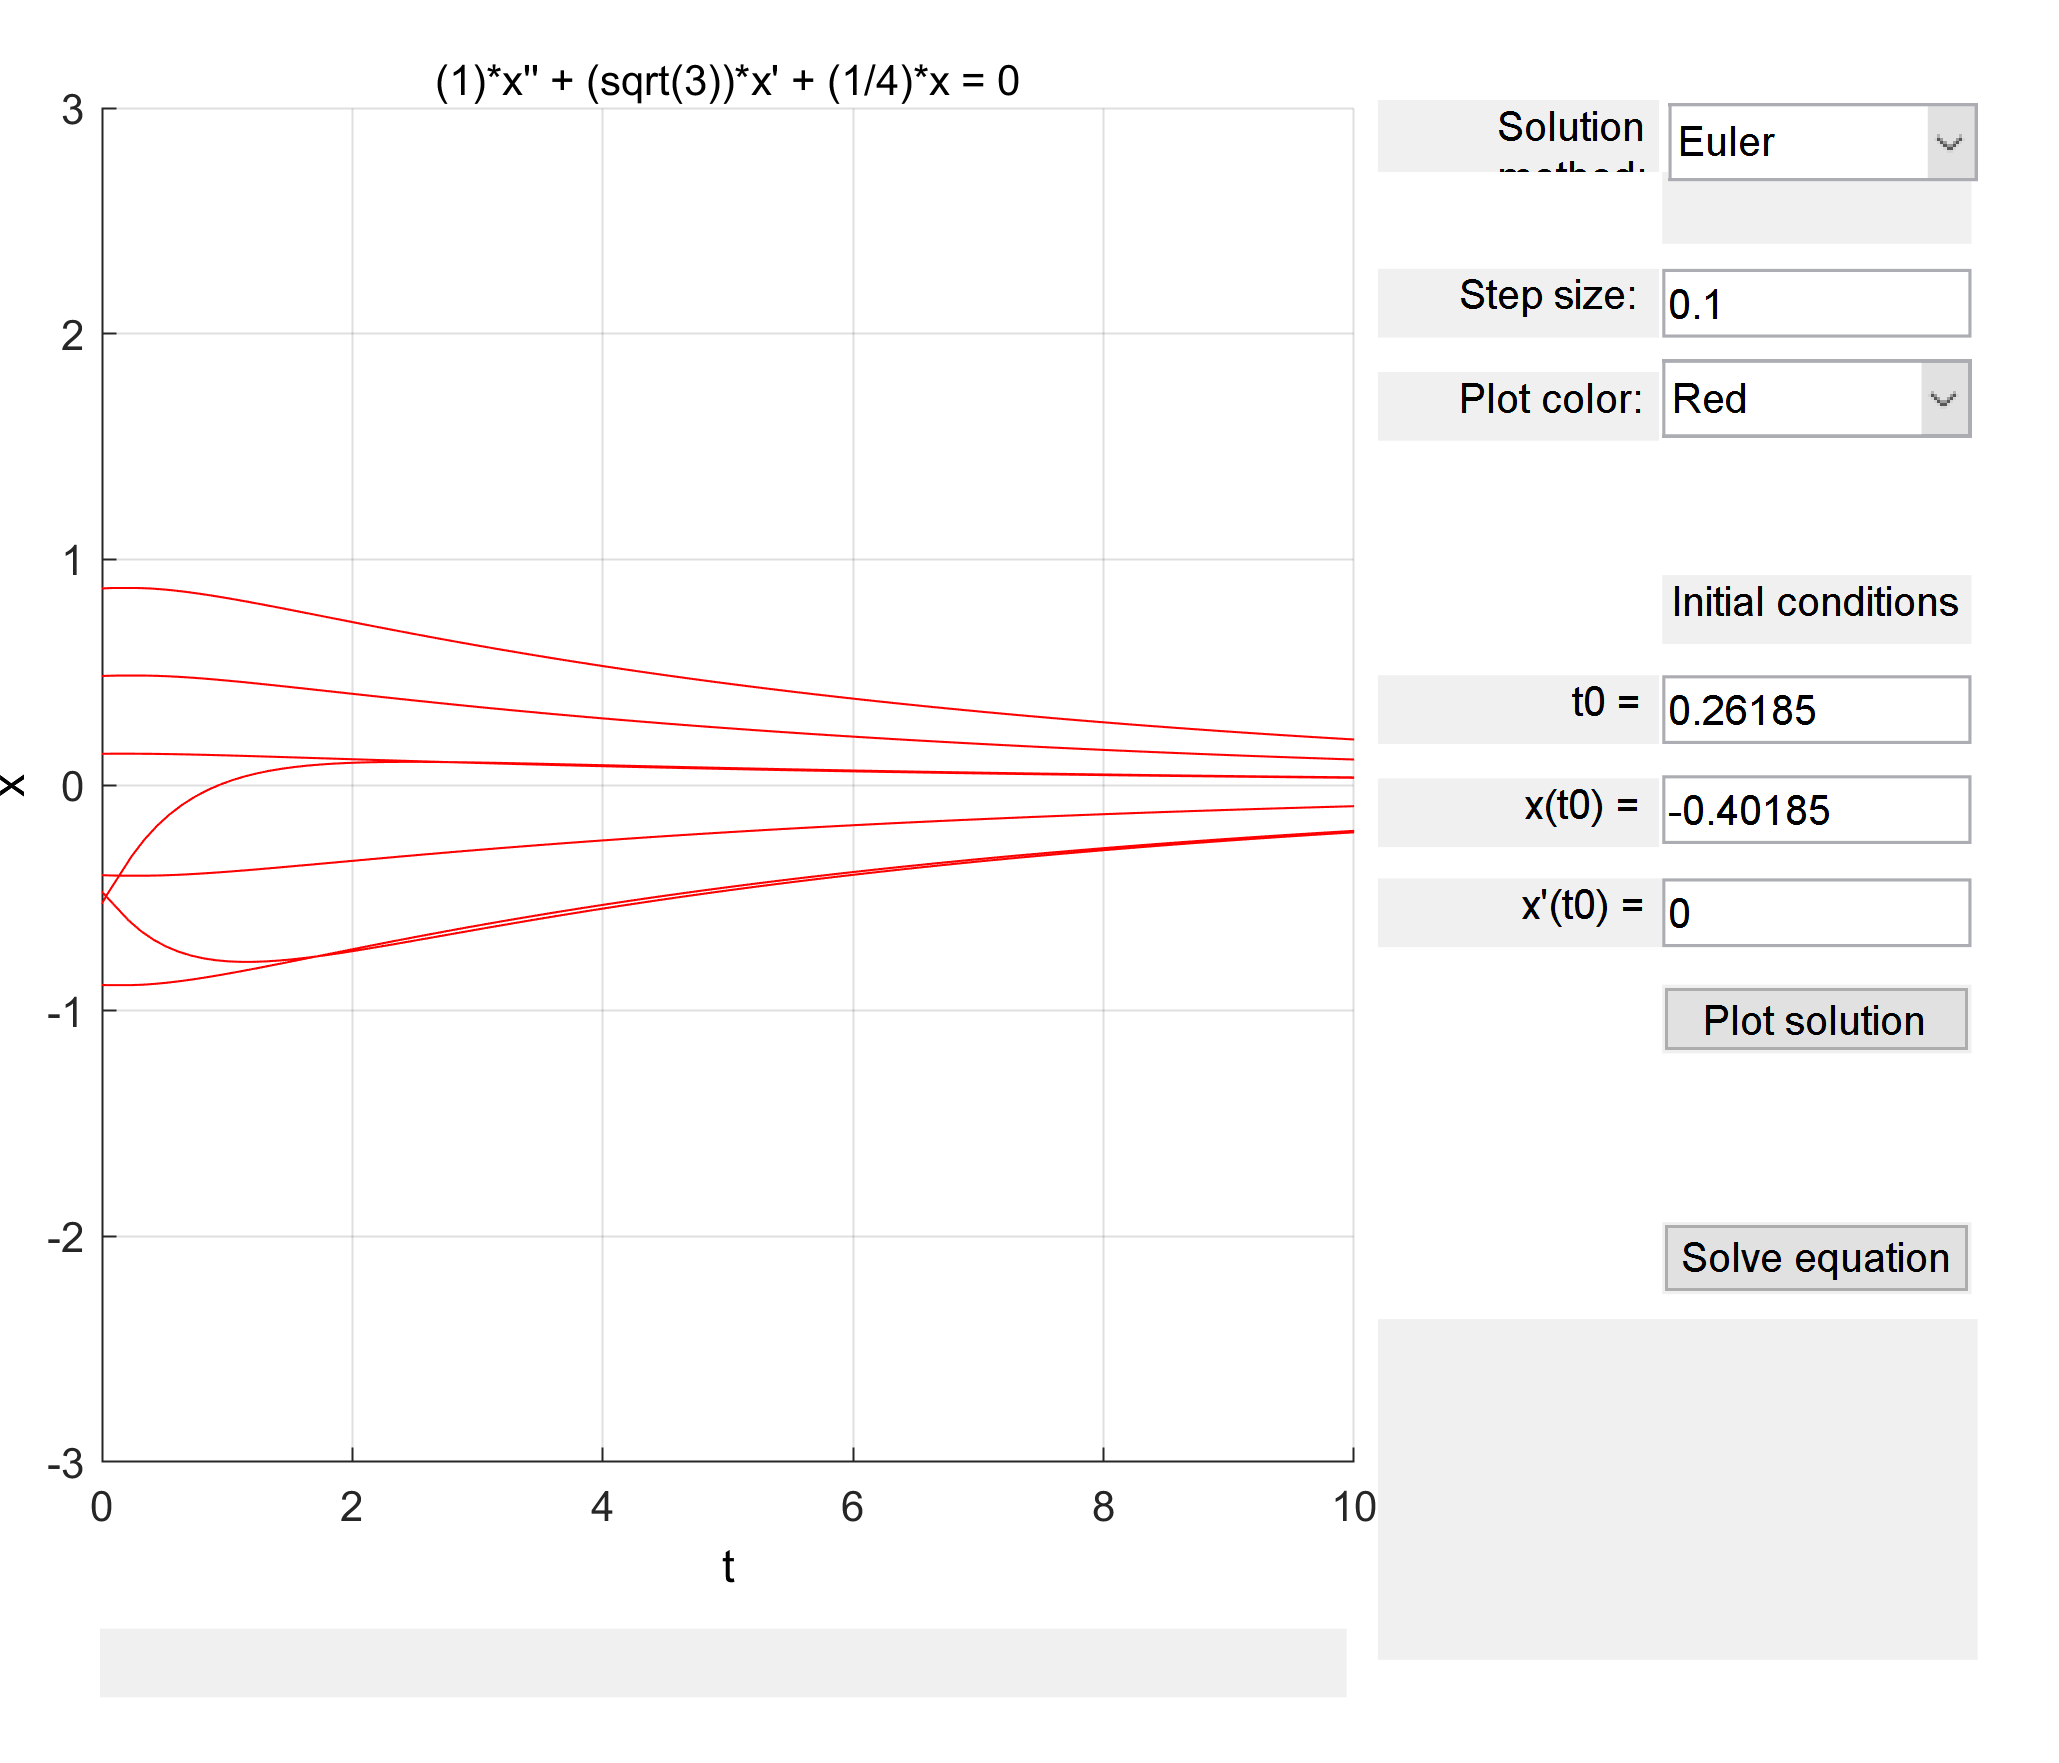 (1)*x'' + (sqrt(3))*x' + (1/4)*x = 0
3
2
1
0
-1
-2
-3
x
0 2 4 6 8 10
t
Solution
method:
Euler
Step size: 0.1
Plot color: Red
Initial conditions
t0 = 0.26185
x(t0) = -0.40185
x'(t0) = 0
Plot solution
Solve equation